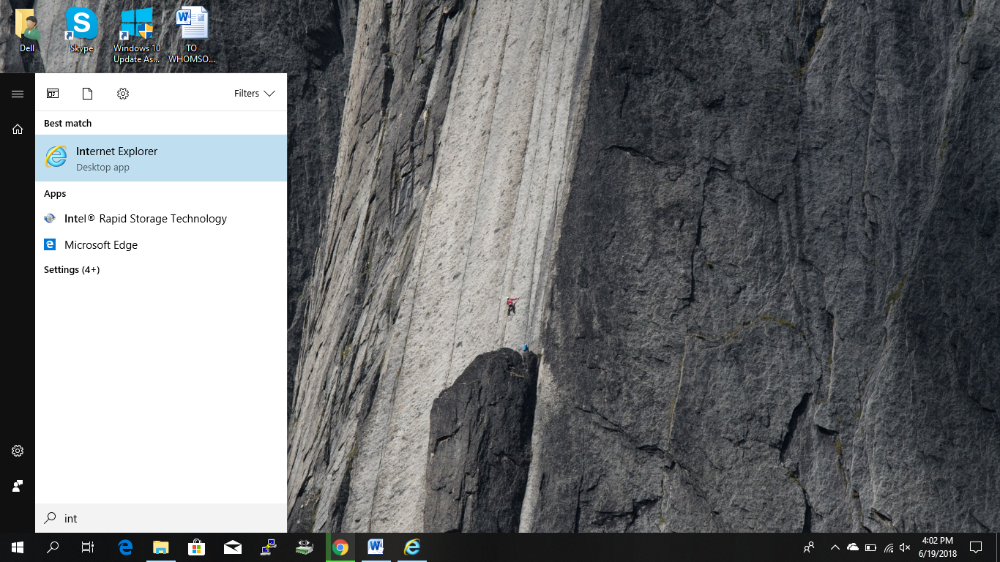 Dell
Skype
Windows 10
Update As...
TO
WHOMSO...
Filters
Best match
Internet Explorer
Desktop app
Apps
Intel® Rapid Storage Technology
Microsoft Edge
Settings (4+)
int
4:02 PM
6/19/2018